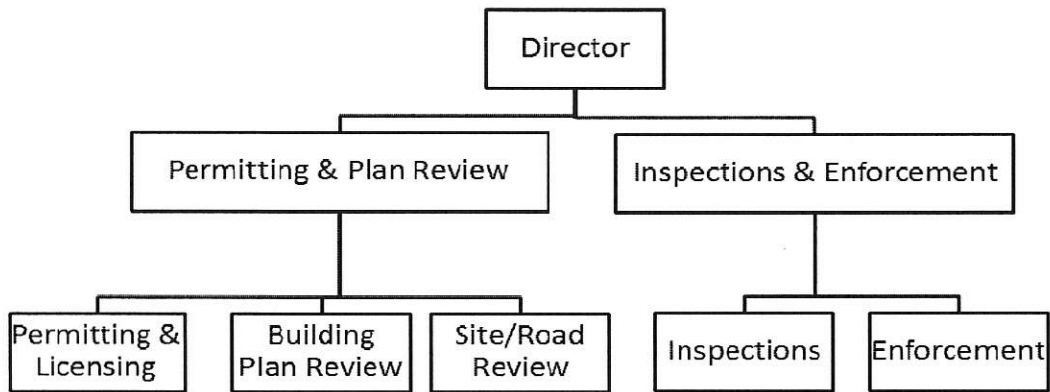 Director
Permitting & Plan Review
Inspections & Enforcement
Permitting &
Licensing
Building
Plan Review
Site/Road
Review
Inspections
Enforcement